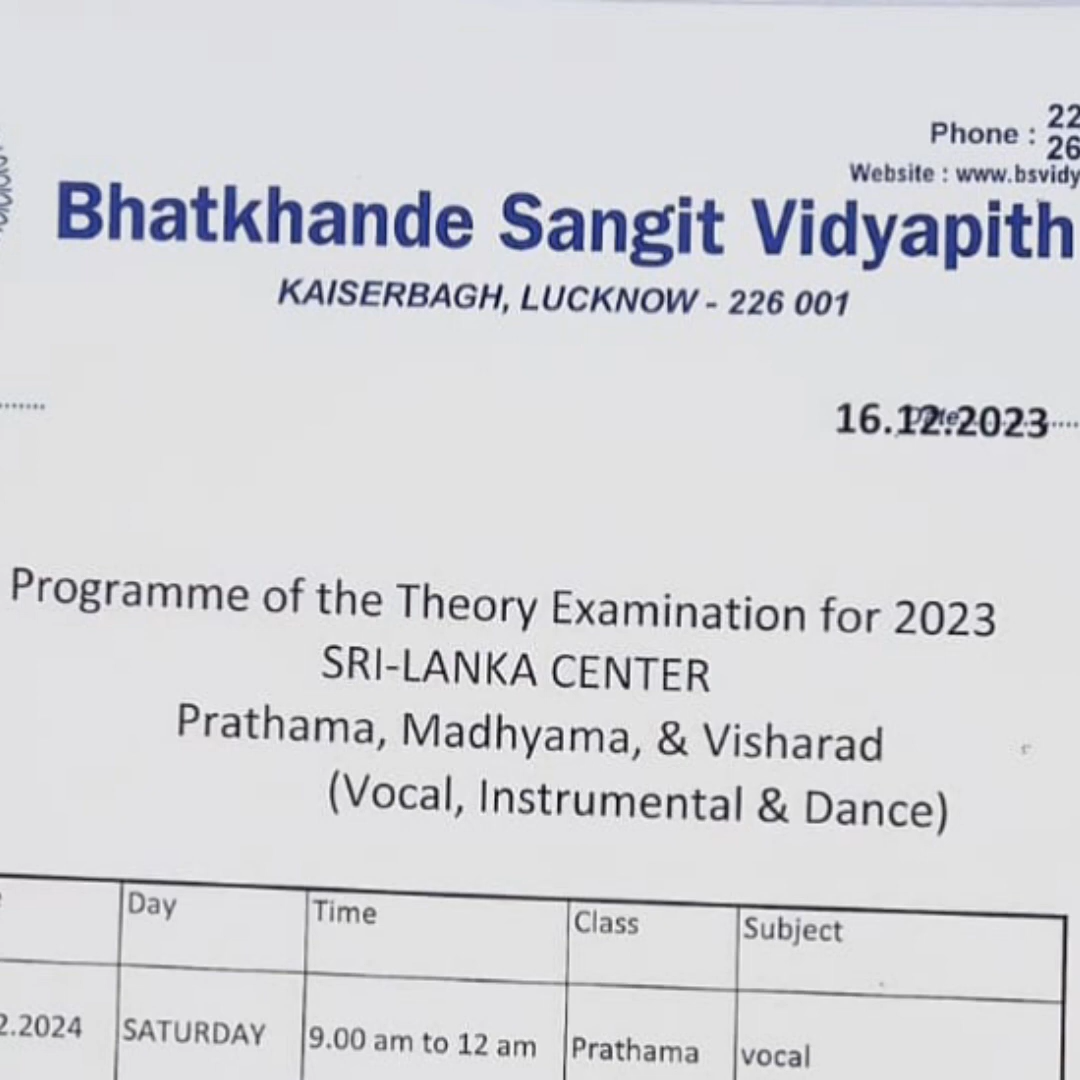 Phone : 22
26
Website : www.bsvidy
Bhatkhande Sangit Vidyapith
KAISERBAGH, LUCKNOW - 226 001
16.12.2023
Programme of the Theory Examination for 2023
SRI-LANKA CENTER
Prathama, Madhyama, & Visharad
(Vocal, Instrumental & Dance)
Day Time Class Subject
2.2024 SATURDAY 9.00 am to 12 am Prathama vocal